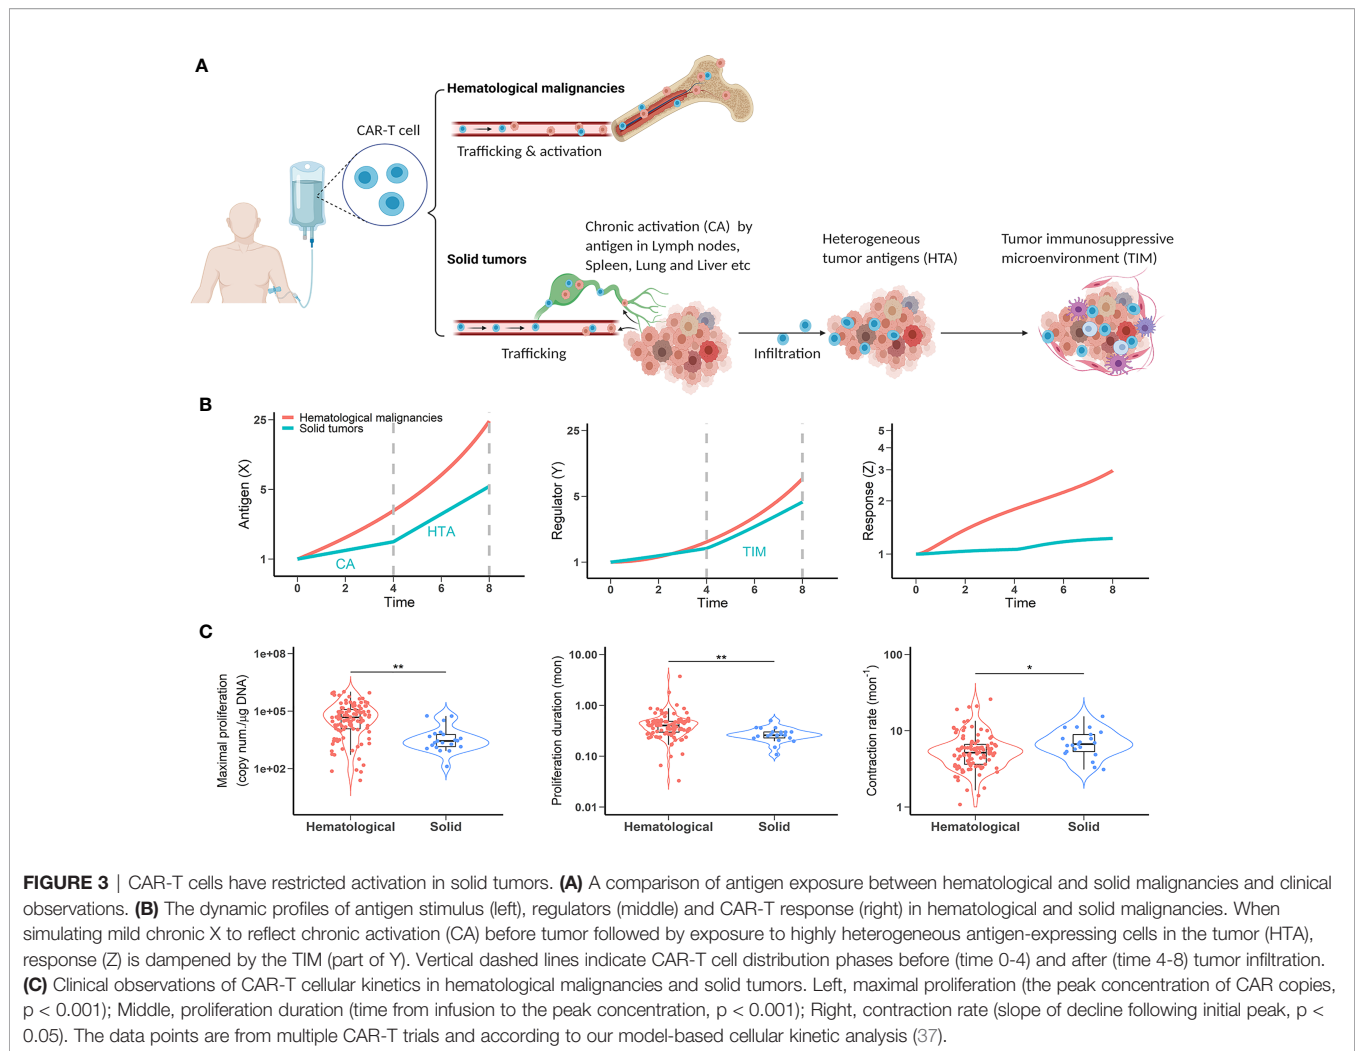 A
Hematological malignancies
CAR-T cell
Trafficking & activation
Solid tumors
Chronic activation (CA) by
antigen in Lymph nodes,
Spleen, Lung and Liver etc
Trafficking
Infiltration
Heterogeneous
tumor antigens (HTA)
Tumor immunosuppressive
microenvironment (TIM)
B
Antigen (X)
25
5
1
Hematological malignancies
Solid tumors
CA
HTA
0 2 4 6 8
Time
Regulator (Y)
25
5
1
TIM
0 2 4 6 8
Time
Response (Z)
5
4
3
2
1
0 2 4 6 8
Time
C
Maximal proliferation
(copy num./μg DNA)
1e+08
1e+05
1e+02
**
Hematological Solid
Proliferation duration (mon)
10.00
1.00
0.10
0.01
**
Hematological Solid
Contraction rate (mon⁻¹)
100
10
1
*
Hematological Solid
FIGURE 3 | CAR-T cells have restricted activation in solid tumors. (A) A comparison of antigen exposure between hematological and solid malignancies and clinical
observations. (B) The dynamic profiles of antigen stimulus (left), regulators (middle) and CAR-T response (right) in hematological and solid malignancies. When
simulating mild chronic X to reflect chronic activation (CA) before tumor followed by exposure to highly heterogeneous antigen-expressing cells in the tumor (HTA),
response (Z) is dampened by the TIM (part of Y). Vertical dashed lines indicate CAR-T cell distribution phases before (time 0-4) and after (time 4-8) tumor infiltration.
(C) Clinical observations of CAR-T cellular kinetics in hematological malignancies and solid tumors. Left, maximal proliferation (the peak concentration of CAR copies,
p < 0.001); Middle, proliferation duration (time from infusion to the peak concentration, p < 0.001); Right, contraction rate (slope of decline following initial peak, p <
0.05). The data points are from multiple CAR-T trials and according to our model-based cellular kinetic analysis (37).